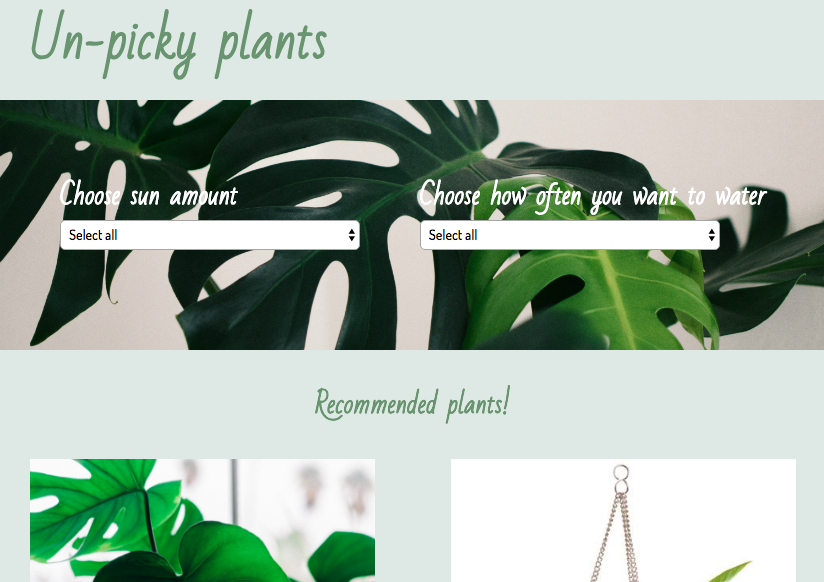 Un-picky plants
Choose sun amount
Choose how often you want to water
Select all
Select all
Recommended plants!